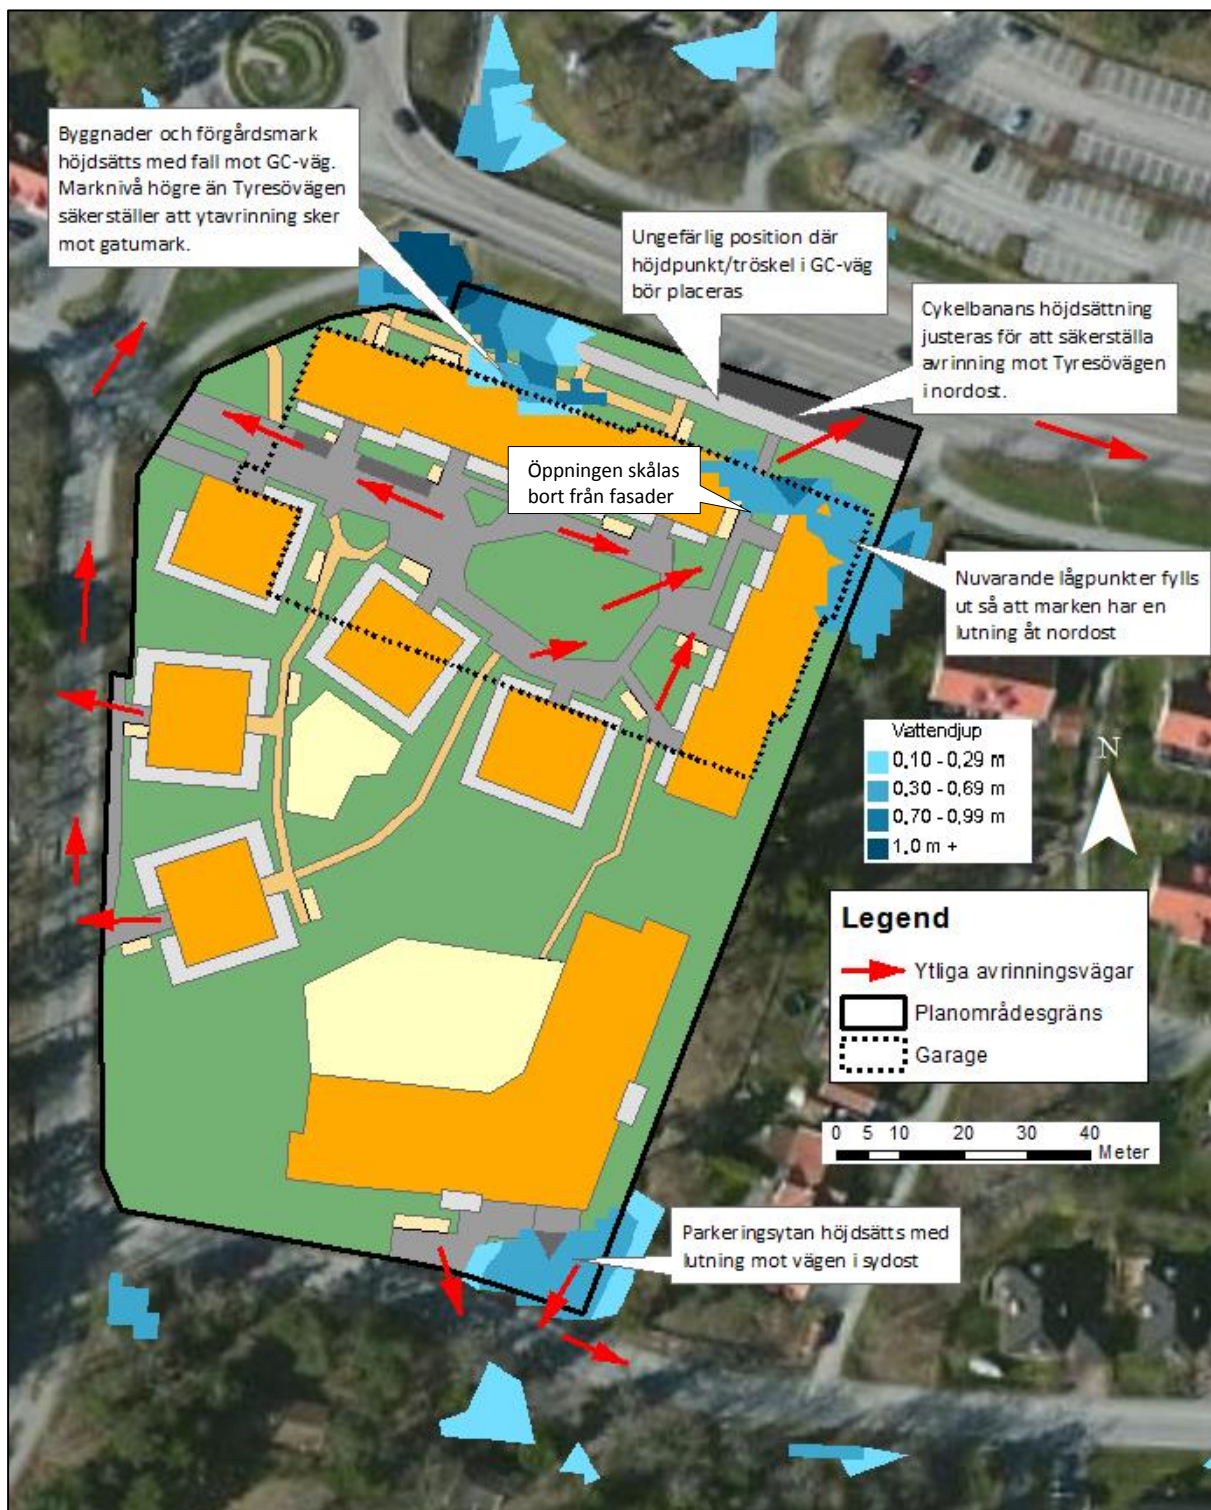 Byggnader och förgårdsmark
höjdsätts med fall mot GC-väg.
Marknivå högre än Tyresövägen
säkerställer att ytavrinning sker
mot gatumark.
Ungefärlig position där
höjdpunkt/tröskel i GC-väg
bör placeras
Cykelbanans höjdsättning
justeras för att säkerställa
avrinning mot Tyresövägen
i nordost.
Öppningen skålas
bort från fasader
Nuvarande lågpunkter fylls
ut så att marken har en
lutning åt nordost
Vattendjup
0,10 - 0,29 m
0,30 - 0,69 m
0,70 - 0,99 m
1,0 m +
N
Legend
Ytliga avrinningsvägar
Planområdesgräns
Garage
0 5 10 20 30 40
Meter
Parkeringsytan höjdsätts med
lutning mot vägen i sydost